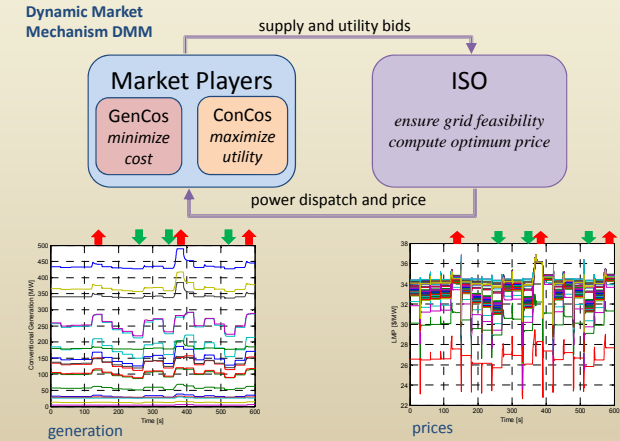 Dynamic Market
Mechanism DMM
supply and utility bids
Market Players
GenCos
minimize
cost
ConCos
maximize
utility
ISO
ensure grid feasibility
compute optimum price
power dispatch and price
500
450
400
350
300
250
200
150
100
50
0
Conventional Generation [MW]
0 100 200 300 400 500 600
Time [s]
generation
38
36
34
32
30
28
26
24
22
LMP [$/MW]
0 100 200 300 400 500 600
Time [s]
prices